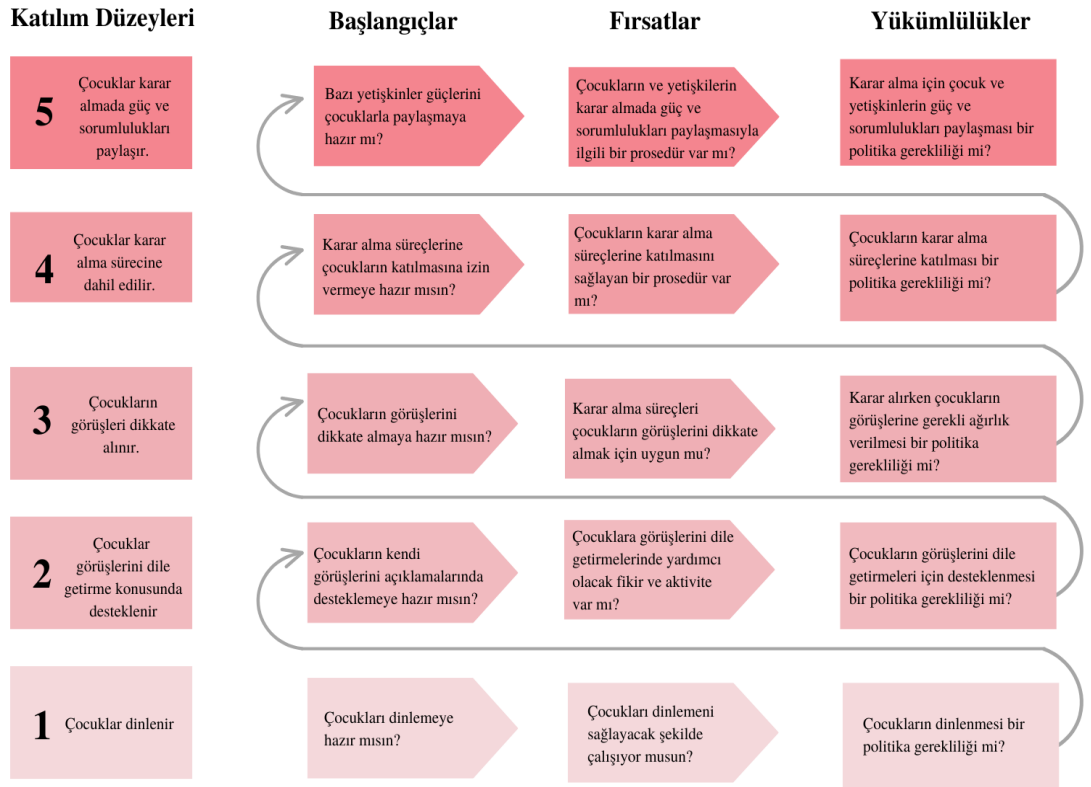 Katılım Düzeyleri
Başlangıçlar
Fırsatlar
Yükümlülükler
5
Çocuklar karar
almada güç ve
sorumlulukları
paylaşır.
Bazı yetişkinler güçlerini
çocuklarla paylaşmaya
hazır mı?
Çocukların ve yetişkilerin
karar almada güç ve
sorumlulukları paylaşmasıyla
ilgili bir prosedür var mı?
Karar alma için çocuk ve
yetişkinlerin güç ve
sorumlulukları paylaşması bir
politika gerekliliği mi?
4
Çocuklar karar
alma sürecine
dahil edilir.
Karar alma süreçlerine
çocukların katılmasına izin
vermeye hazır mısın?
Çocukların karar alma
süreçlerine katılmasını
sağlayan bir prosedür var
mı?
Çocukların karar alma
süreçlerine katılması bir
politika gerekliliği mi?
3
Çocukların
görüşleri dikkate
alınır.
Çocukların görüşlerini
dikkate almaya hazır mısın?
Karar alma süreçleri
çocukların görüşlerini dikkate
almak için uygun mu?
Karar alırken çocukların
görüşlerine gerekli ağırlık
verilmesi bir politika
gerekliliği mi?
2
Çocuklar
görüşlerini dile
getirme konusunda
desteklenir
Çocukların kendi
görüşlerini açıklamalarında
desteklemeye hazır mısın?
Çocuklara görüşlerini dile
getirmelerinde yardımcı
olacak fikir ve aktivite
var mı?
Çocukların görüşlerini dile
getirmeleri için desteklenmesi
bir politika gerekliliği mi?
1
Çocuklar dinlenir
Çocukları dinlemeye
hazır mısın?
Çocukları dinlemeni
sağlayacak şekilde
çalışıyor musun?
Çocukların dinlenmesi bir
politika gerekliliği mi?